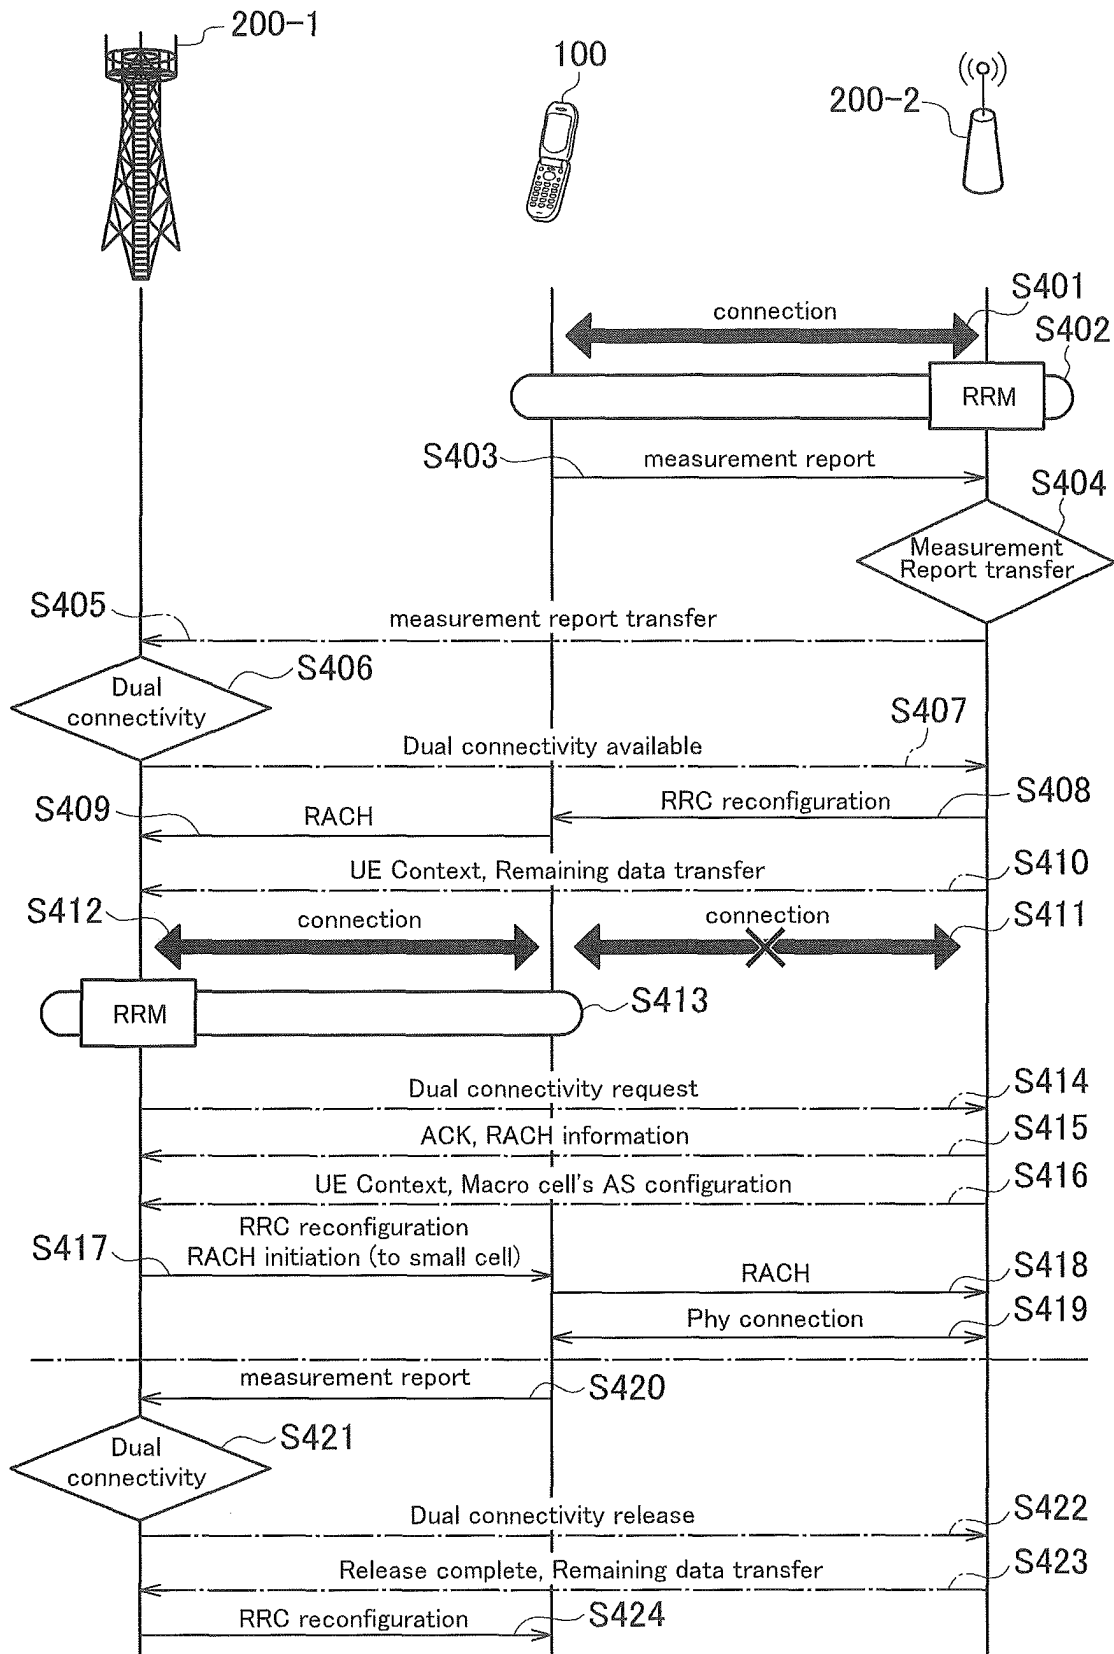 200-1
100
200-2
connection
S401
S402
RRM
S403
measurement report
S404
Measurement
Report transfer
S405
measurement report transfer
S406
Dual
connectivity
S407
Dual connectivity available
S408
RRC reconfiguration
S409
RACH
UE Context, Remaining data transfer
S410
S412
connection
connection
S411
RRM
S413
Dual connectivity request
S414
ACK, RACH information
S415
UE Context, Macro cell's AS configuration
S416
RRC reconfiguration
S417
RACH initiation (to small cell)
RACH
S418
Phy connection
S419
measurement report
S420
Dual
connectivity
S421
Dual connectivity release
S422
Release complete, Remaining data transfer
S423
RRC reconfiguration
S424